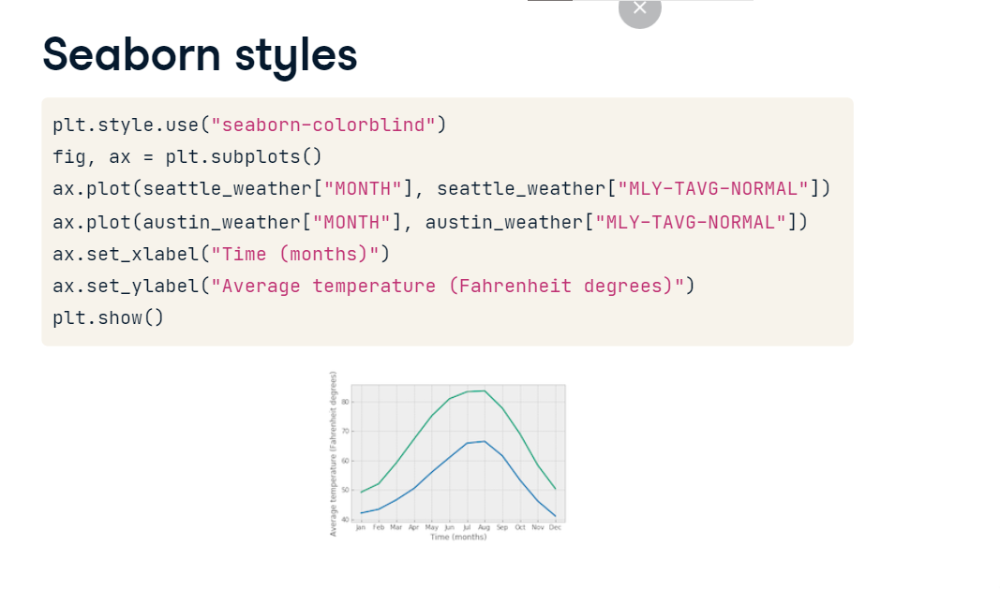 Seaborn styles
plt.style.use("seaborn-colorblind")
fig, ax = plt.subplots()
ax.plot(seattle_weather["MONTH"], seattle_weather["MLY-TAVG-NORMAL"])
ax.plot(austin_weather["MONTH"], austin_weather["MLY-TAVG-NORMAL"])
ax.set_xlabel("Time (months)")
ax.set_ylabel("Average temperature (Fahrenheit degrees)")
plt.show()
Average temperature (Fahrenheit degrees)
80
70
60
50
40
Jan Feb Mar Apr May Jun Jul Aug Sep Oct Nov Dec
Time (months)